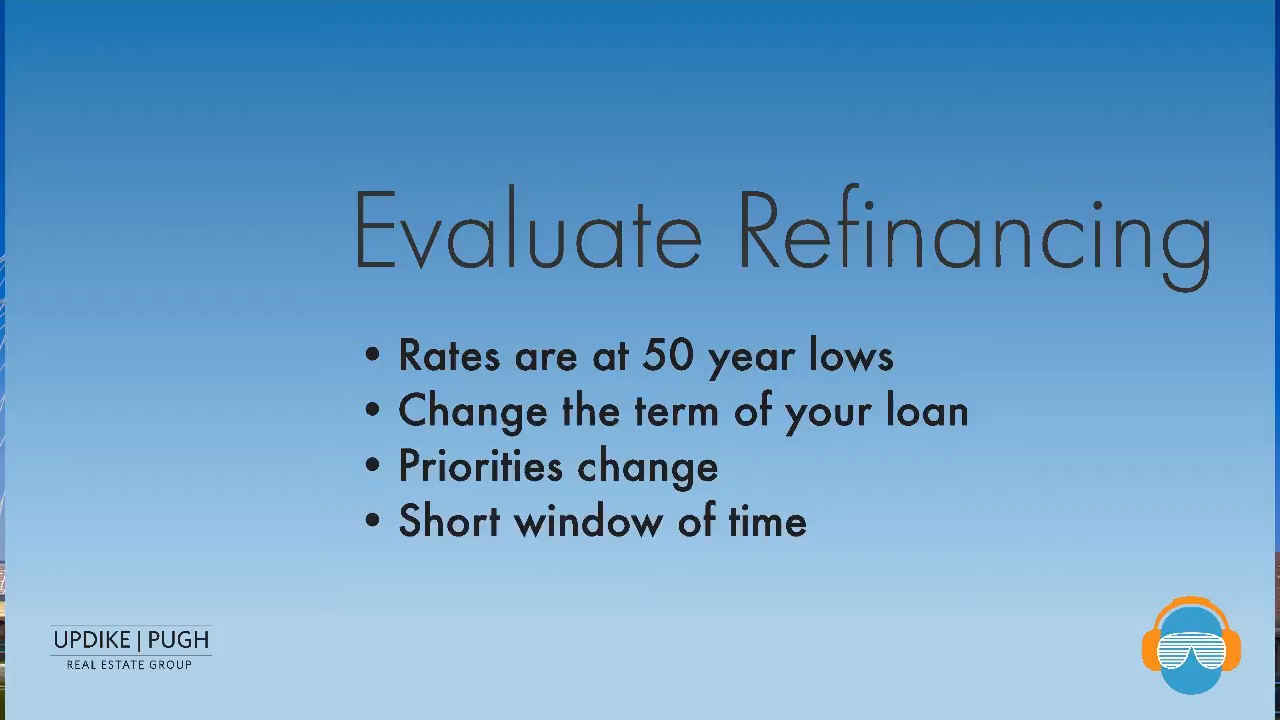 Evaluate Refinancing
• Rates are at 50 year lows
• Change the term of your loan
• Priorities change
• Short window of time
UPDIKE | PUGH
REAL ESTATE GROUP